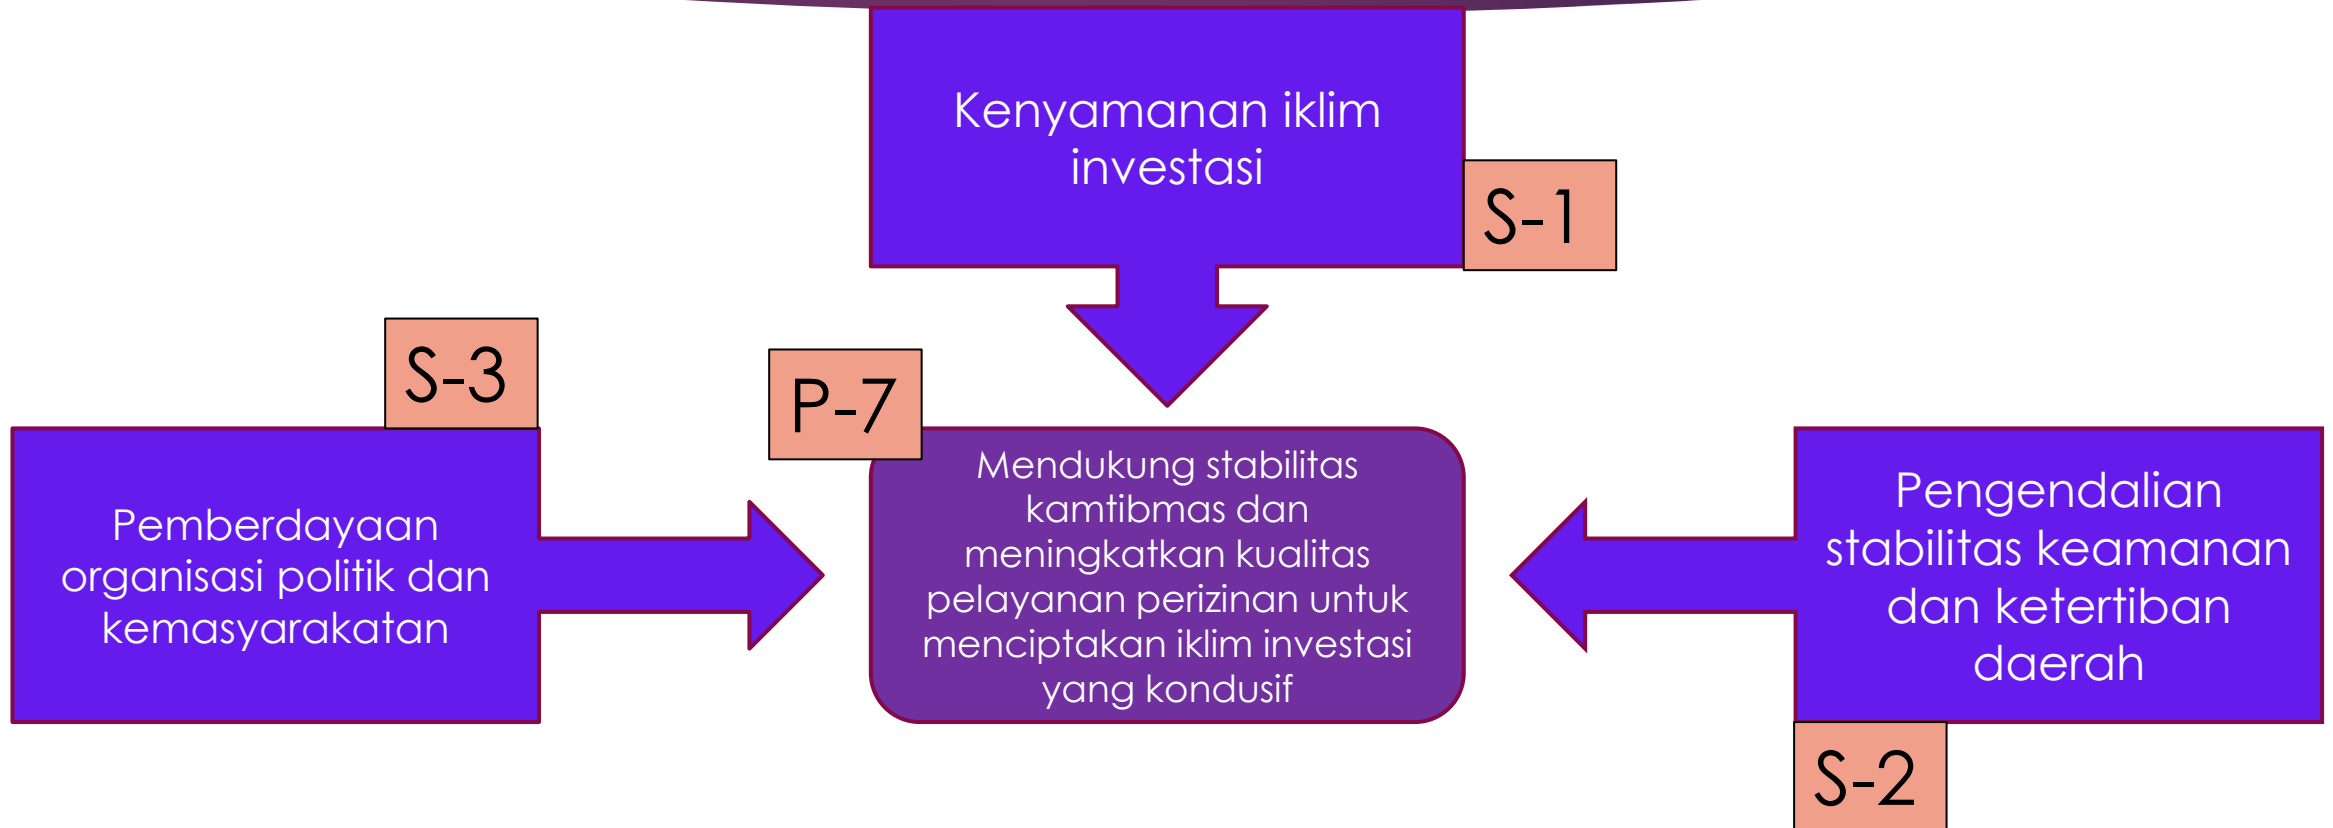 Kenyamanan iklim
investasi
S-1
S-3
Pemberdayaan
organisasi politik dan
kemasyarakatan
P-7
Mendukung stabilitas
kamtibmas dan
meningkatkan kualitas
pelayanan perizinan untuk
menciptakan iklim investasi
yang kondusif
Pengendalian
stabilitas keamanan
dan ketertiban
daerah
S-2